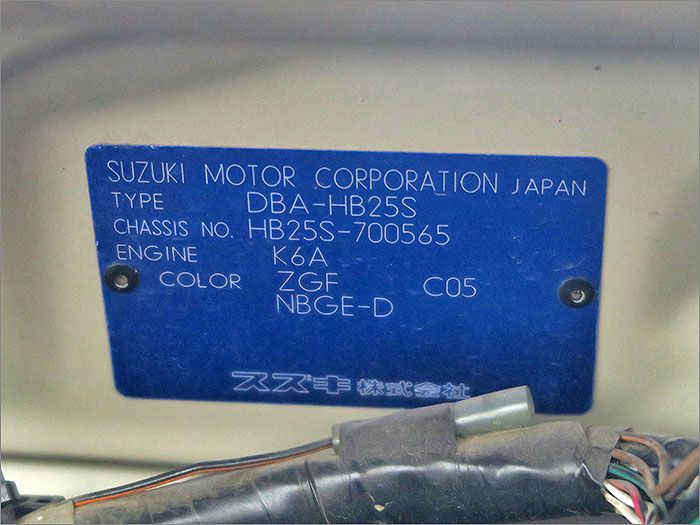 SUZUKI MOTOR CORPORATION JAPAN
TYPE DBA-HB25S
CHASSIS NO. HB25S-700565
ENGINE K6A
COLOR ZGF C05
NBGE-D
スズキ株式会社